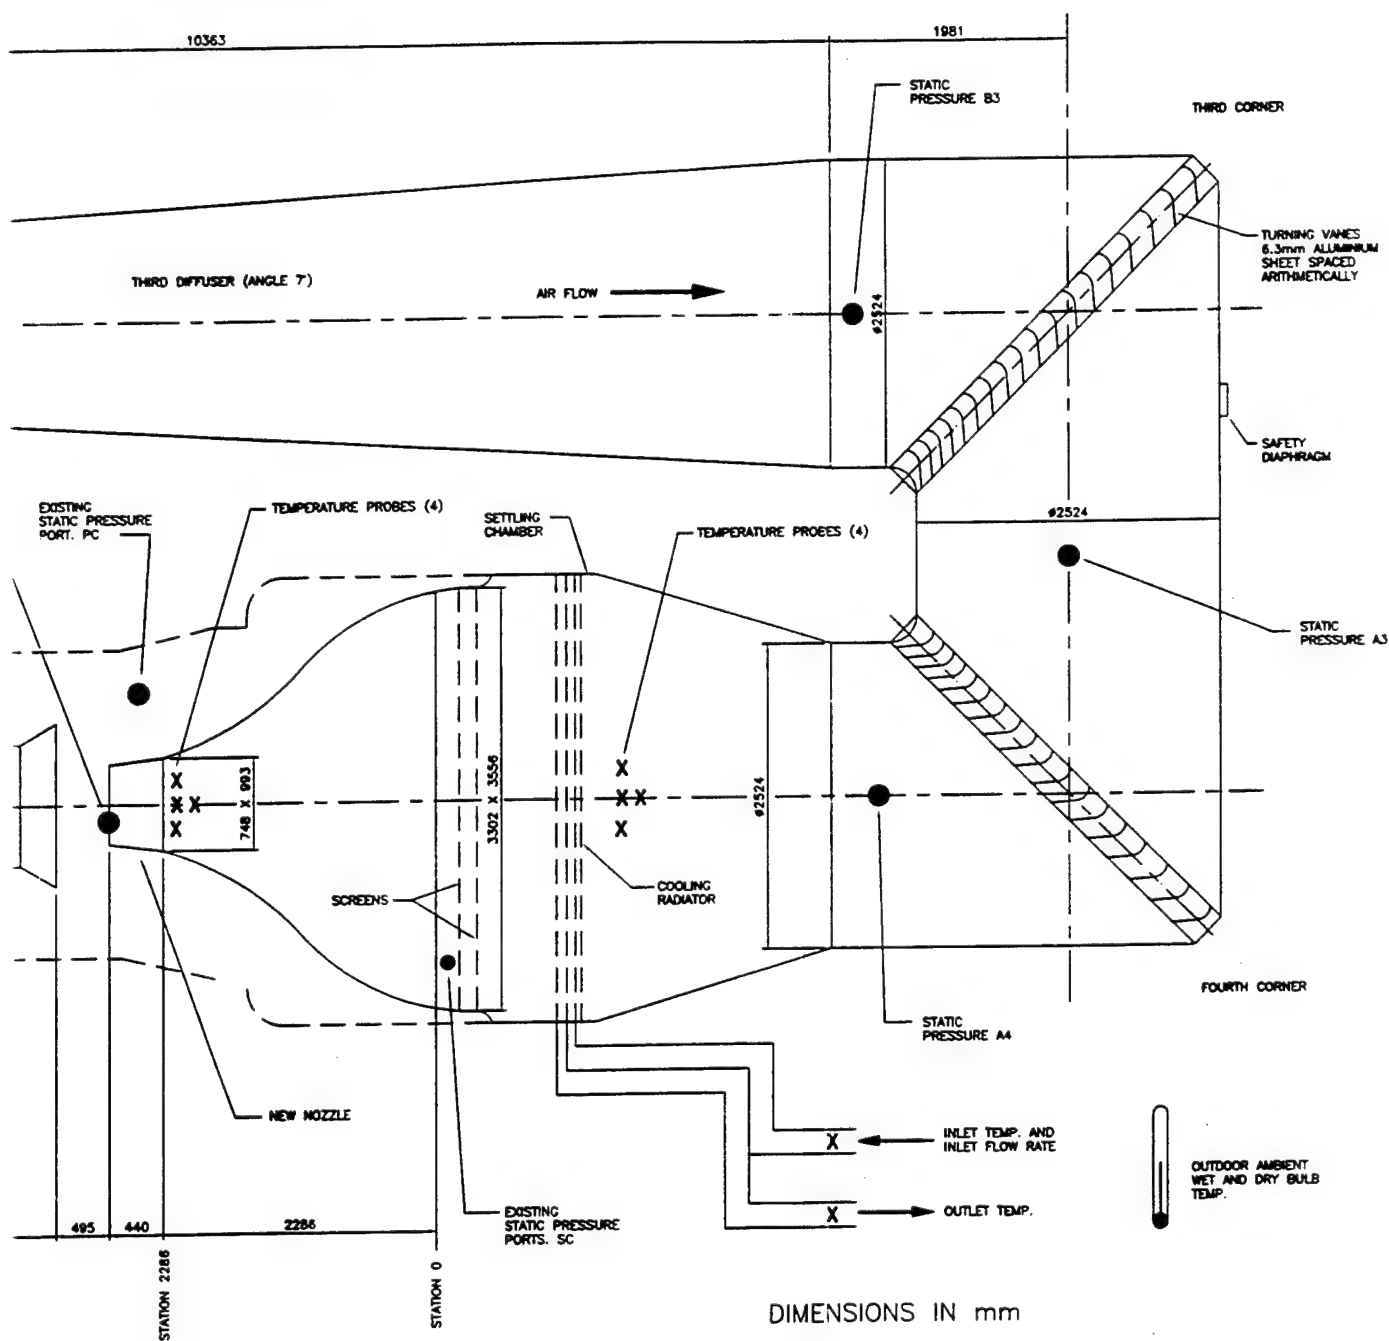 10363
1981
STATIC
PRESSURE B3
THIRD CORNER
TURNING VANES
6.3mm ALUMINIUM
SHEET SPACED
ARITHMETICALLY
THIRD DIFFUSER (ANGLE 7°)
AIR FLOW
ø2524
SAFETY
DIAPHRAGM
EXISTING
STATIC PRESSURE
PORT. PC
TEMPERATURE PROBES (4)
SETTLING
CHAMBER
TEMPERATURE PROBES (4)
ø2524
STATIC
PRESSURE A3
X
X X
X
748 X 993
3302 X 3556
X
X X
X
ø2524
SCREENS
COOLING
RADIATOR
FOURTH CORNER
STATIC
PRESSURE A4
NEW NOZZLE
X
INLET TEMP. AND
INLET FLOW RATE
X
OUTLET TEMP.
OUTDOOR AMBIENT
WET AND DRY BULB
TEMP.
495
440
2286
EXISTING
STATIC PRESSURE
PORTS. SC
STATION 2286
STATION 0
DIMENSIONS IN mm